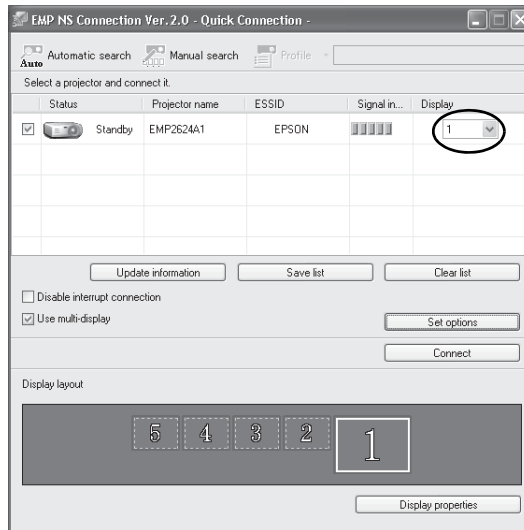 EMP NS Connection Ver.2.0 - Quick Connection -
Auto Automatic search Manual search Profile
Select a projector and connect it.
Status Projector name ESSID Signal in... Display
Standby EMP2624A1 EPSON 1
Update information Save list Clear list
Disable interrupt connection
Use multi-display
Set options
Connect
Display layout
5 4 3 2 1
Display properties